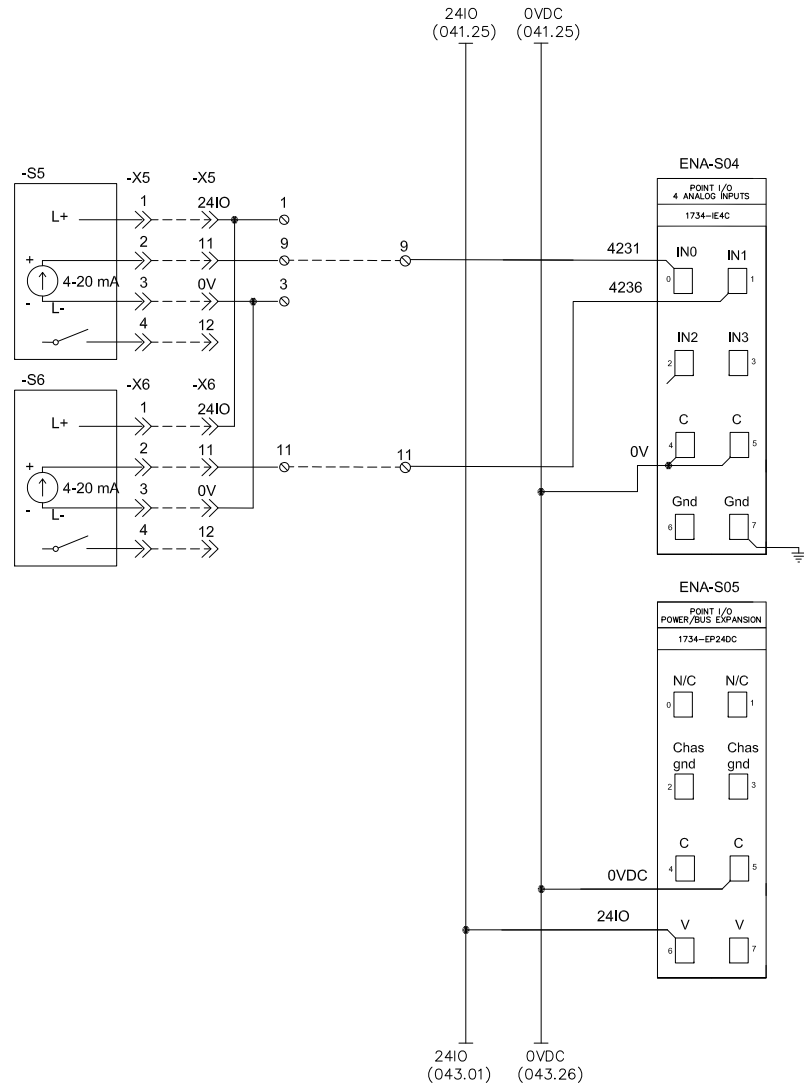 24IO 0VDC
(041.25) (041.25)
ENA-S04
POINT I/O
4 ANALOG INPUTS
1734-IE4C
-S5 -X5 -X5
L+ 1 24IO 1
+ 2 11 9 9 4231 IN0 IN1
4-20 mA 0 1
- L- 3 0V 3 4236
4 12
IN2 IN3
2 3
-S6 -X6 -X6
L+ 1 24IO
C C
4 5
+ 2 11 11 11 0V
4-20 mA
- L- 3 0V
Gnd Gnd
6 7
4 12
ENA-S05
POINT I/O
POWER/BUS EXPANSION
1734-EP24DC
N/C N/C
0 1
Chas Chas
gnd gnd
2 3
C C
4 5
0VDC
24IO V V
6 7
24IO 0VDC
(043.01) (043.26)